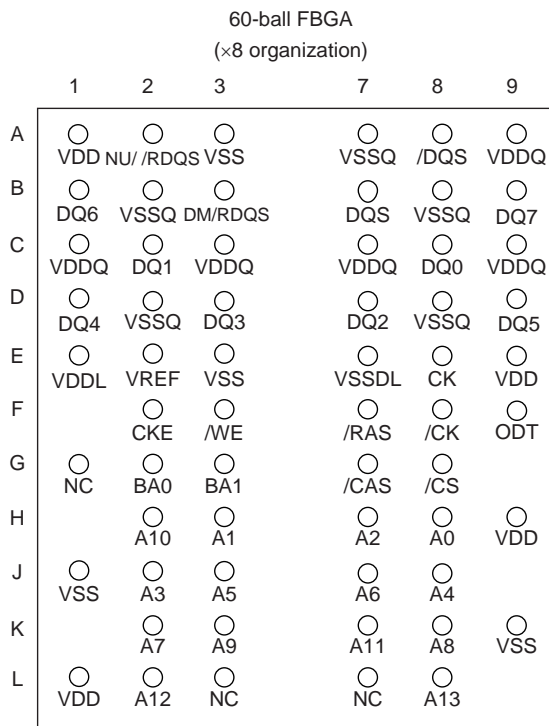 60-ball FBGA
(×8 organization)
1 2 3 7 8 9
A
VDD NU/ /RDQS VSS VSSQ /DQS VDDQ
B
DQ6 VSSQ DM/RDQS DQS VSSQ DQ7
C
VDDQ DQ1 VDDQ VDDQ DQ0 VDDQ
D
DQ4 VSSQ DQ3 DQ2 VSSQ DQ5
E
VDDL VREF VSS VSSDL CK VDD
F
CKE /WE /RAS /CK ODT
G
NC BA0 BA1 /CAS /CS
H
A10 A1 A2 A0 VDD
J
VSS A3 A5 A6 A4
K
A7 A9 A11 A8 VSS
L
VDD A12 NC NC A13